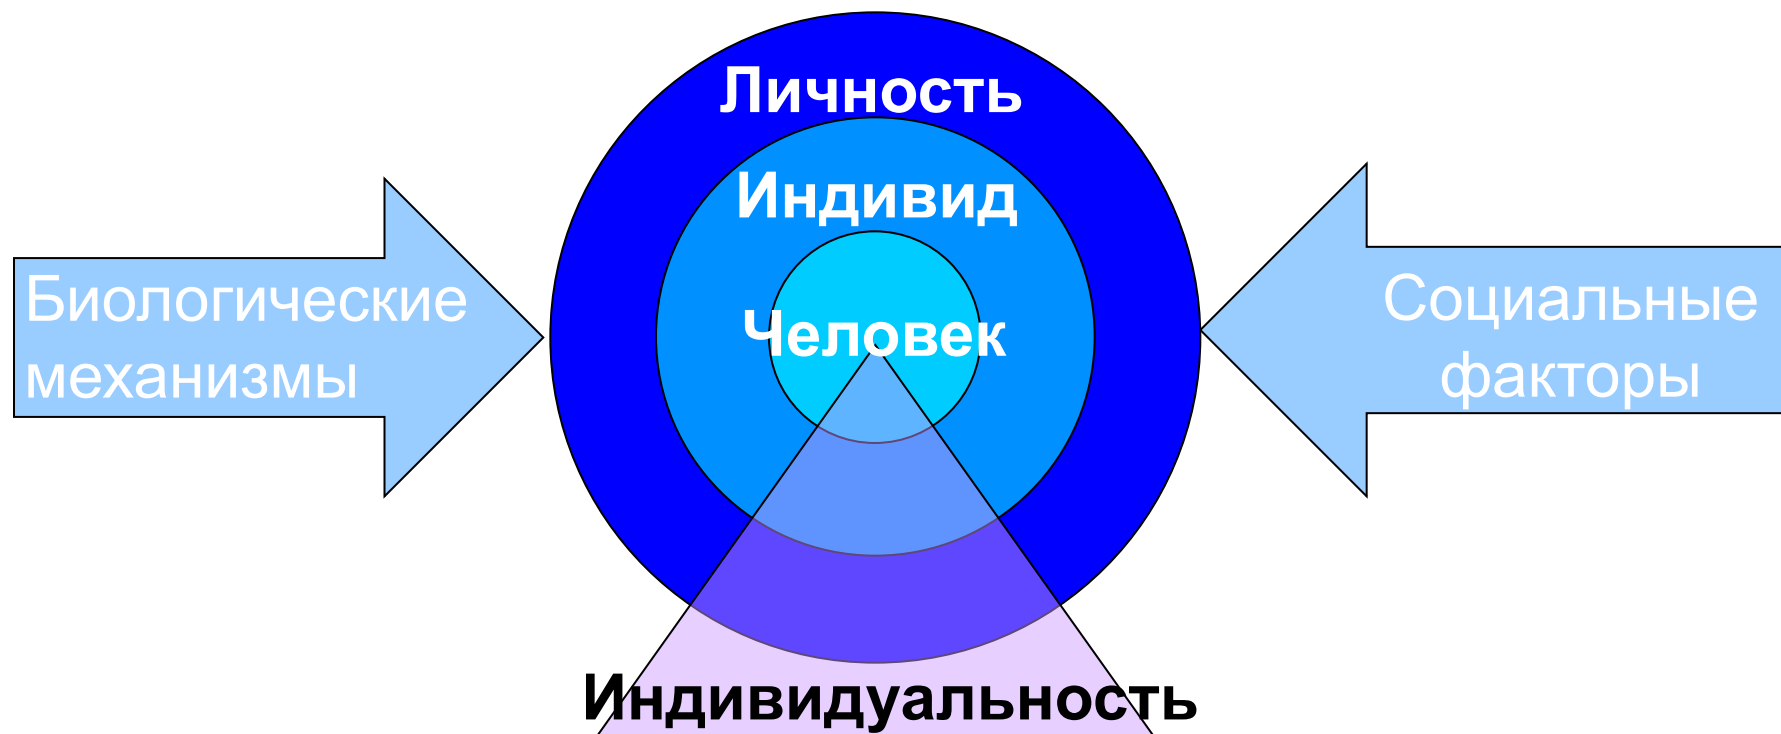 Личность
Индивид
Человек
Биологические
механизмы
Социальные
факторы
Индивидуальность